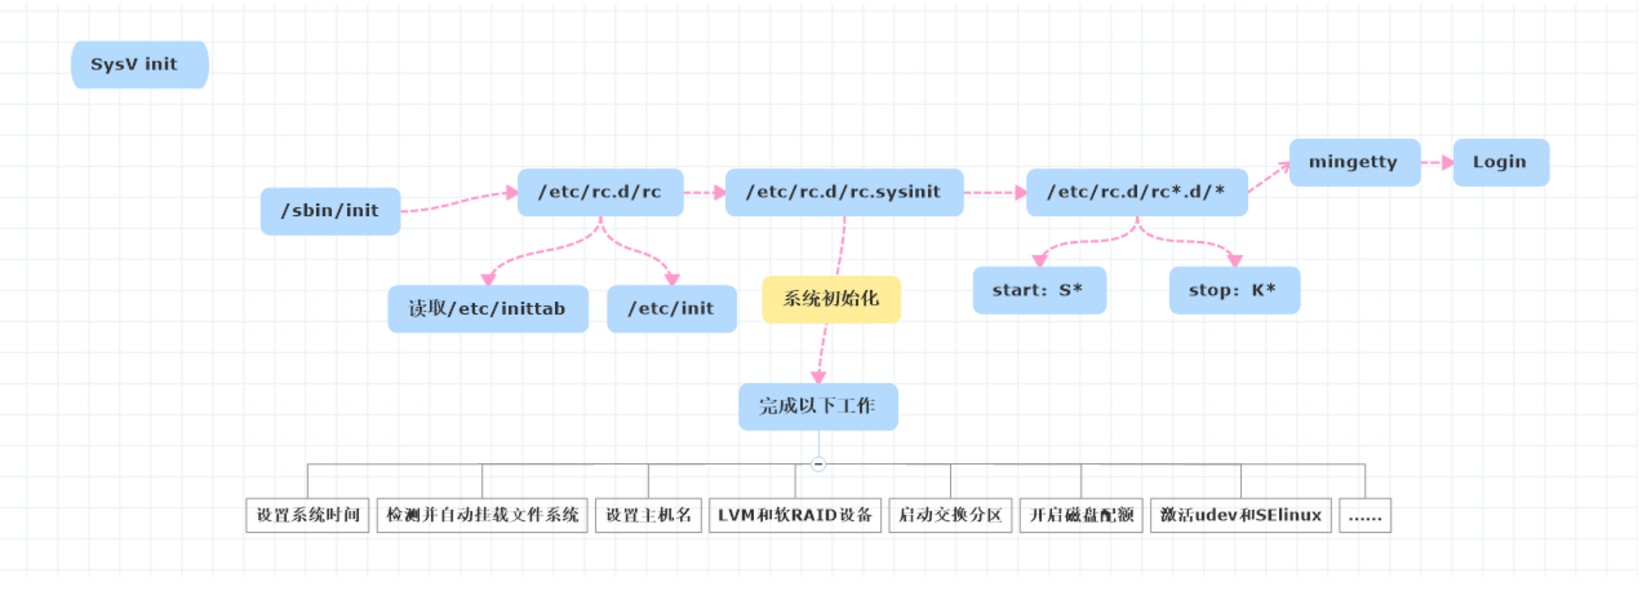 SysV init
/sbin/init
/etc/rc.d/rc
/etc/rc.d/rc.sysinit
/etc/rc.d/rc*.d/*
mingetty
Login
读取/etc/inittab
/etc/init
系统初始化
start: S*
stop: K*
完成以下工作
设置系统时间
检测并自动挂载文件系统
设置主机名
LVM和软RAID设备
启动交换分区
开启磁盘配额
激活udev和SElinux
......